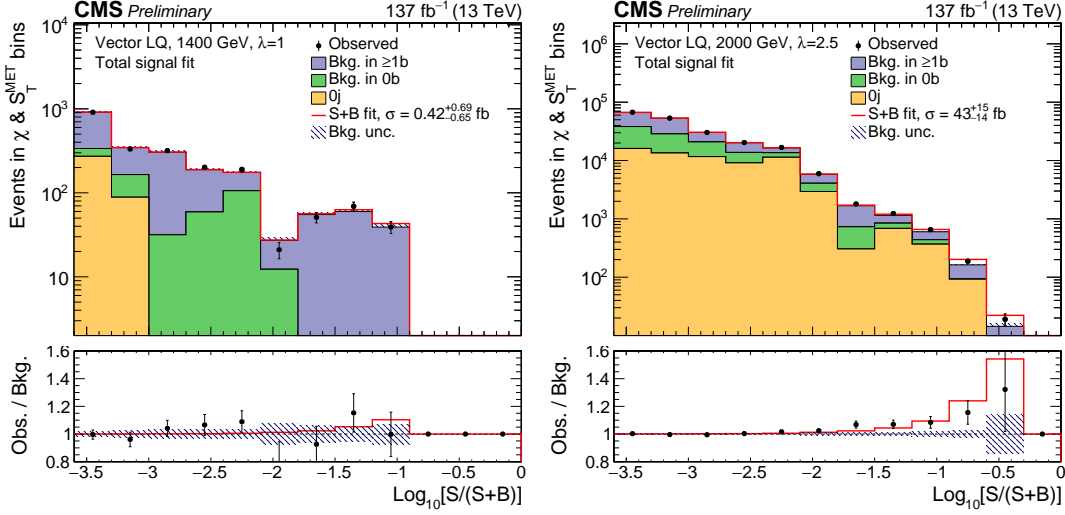 CMS Preliminary 137 fb⁻¹ (13 TeV)
Events in χ & S_T^MET bins
10⁴
10³
10²
10
Vector LQ, 1400 GeV, λ=1
Total signal fit
Observed
Bkg. in ≥1b
Bkg. in 0b
0j
S+B fit, σ = 0.42 +0.69 −0.65 fb
Bkg. unc.
Obs. / Bkg.
1.6
1.4
1.2
1
0.8
−3.5 −3 −2.5 −2 −1.5 −1 −0.5 0
Log₁₀[S/(S+B)]
CMS Preliminary 137 fb⁻¹ (13 TeV)
Events in χ & S_T^MET bins
10⁶
10⁵
10⁴
10³
10²
Vector LQ, 2000 GeV, λ=2.5
Total signal fit
Observed
Bkg. in ≥1b
Bkg. in 0b
0j
S+B fit, σ = 43 +15 −14 fb
Bkg. unc.
Obs. / Bkg.
1.6
1.4
1.2
1
0.8
−3.5 −3 −2.5 −2 −1.5 −1 −0.5 0
Log₁₀[S/(S+B)]